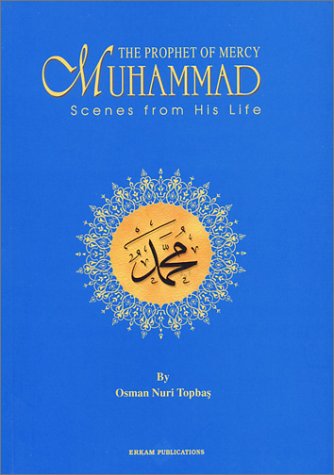 THE PROPHET OF MERCY
MUHAMMAD
Scenes from His Life
محمد
By
Osman Nuri Topbaş
ERKAM PUBLICATIONS